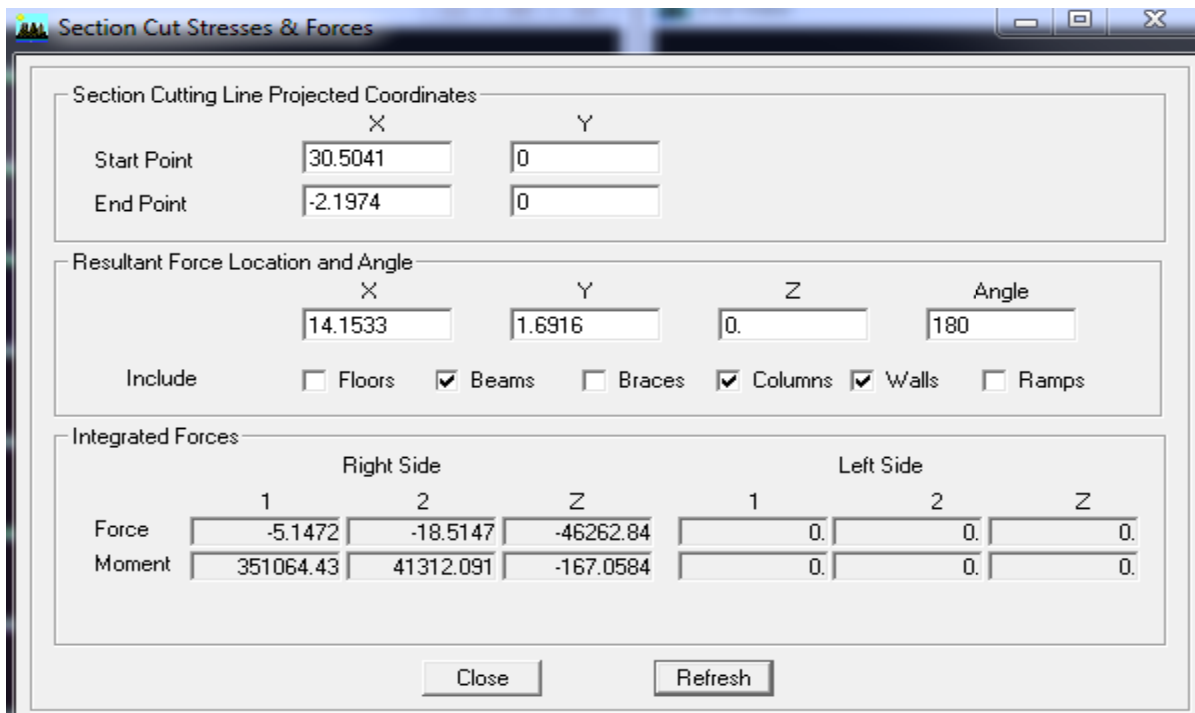 Section Cut Stresses & Forces
Section Cutting Line Projected Coordinates
X Y
Start Point 30.5041 0
End Point -2.1974 0
Resultant Force Location and Angle
X Y Z Angle
14.1533 1.6916 0. 180
Include Floors Beams Braces Columns Walls Ramps
Integrated Forces
Right Side Left Side
1 2 Z 1 2 Z
Force -5.1472 -18.5147 -46262.84 0. 0. 0.
Moment 351064.43 41312.091 -167.0584 0. 0. 0.
Close Refresh